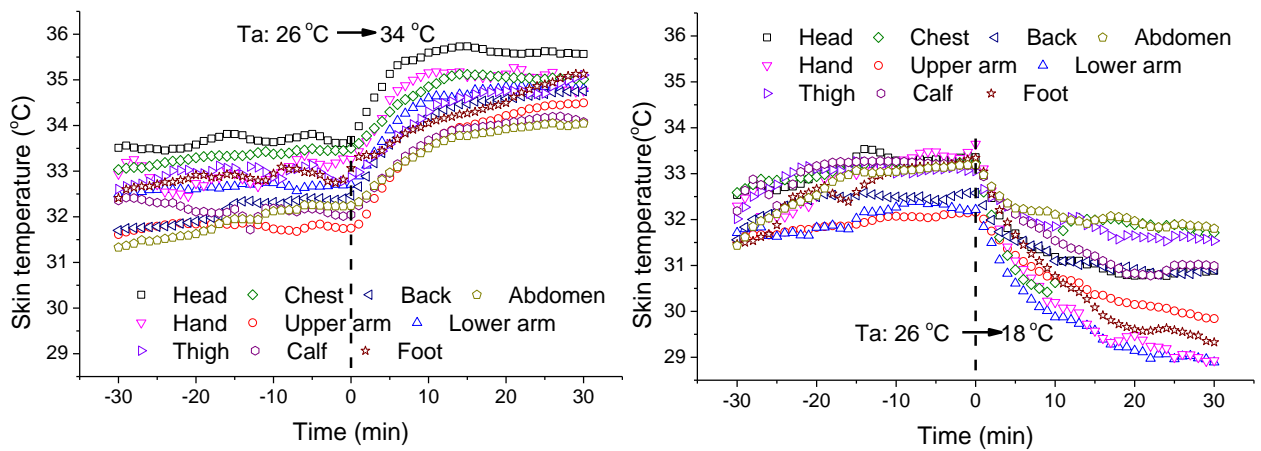 Ta: 26 °C → 34 °C
Skin temperature (°C)
36
35
34
33
32
31
30
29
Head Chest Back Abdomen
Hand Upper arm Lower arm
Thigh Calf Foot
-30 -20 -10 0 10 20 30
Time (min)
Head Chest Back Abdomen
Hand Upper arm Lower arm
Thigh Calf Foot
Skin temperature(°C)
36
35
34
33
32
31
30
29
Ta: 26 °C → 18 °C
-30 -20 -10 0 10 20 30
Time (min)